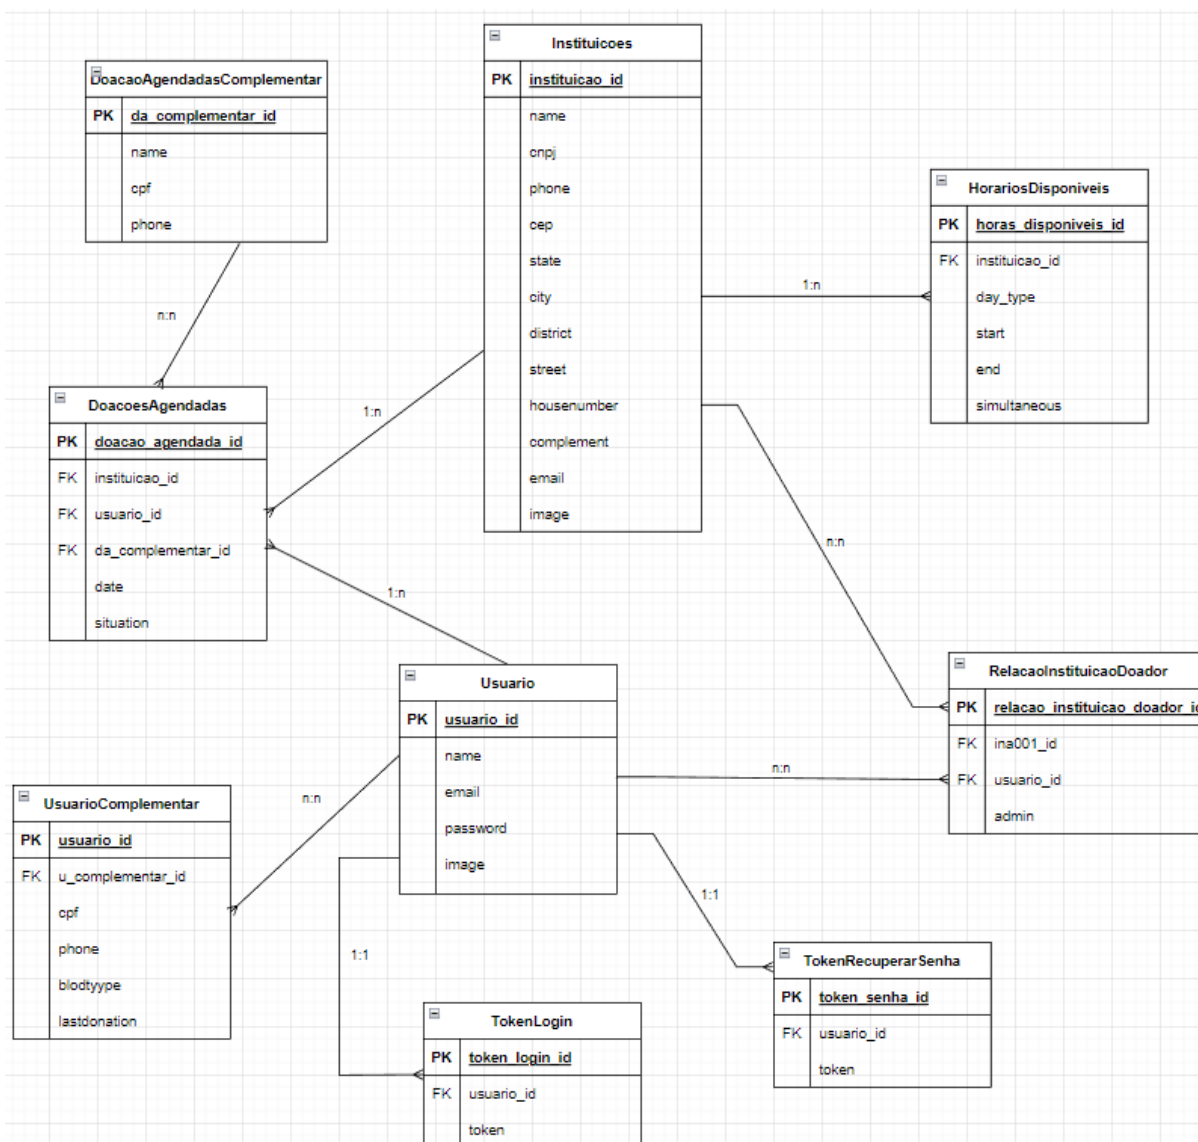 Instituicoes
PK instituicao_id
name
cnpj
phone
cep
state
city
district
street
housenumber
complement
email
image
DoacaoAgendadasComplementar
PK da_complementar_id
name
cpf
phone
HorariosDisponiveis
PK horas_disponiveis_id
FK instituicao_id
day_type
start
end
simultaneous
1:n
n:n
1:n
n:n
1:n
DoacoesAgendadas
PK doacao_agendada_id
FK instituicao_id
FK usuario_id
FK da_complementar_id
date
situation
Usuario
PK usuario_id
name
email
password
image
RelacaoInstituicaoDoador
PK relacao_instituicao_doador_id
FK ina001_id
FK usuario_id
admin
n:n
n:n
1:1
1:1
UsuarioComplementar
PK usuario_id
FK u_complementar_id
cpf
phone
blodtyype
lastdonation
TokenRecuperarSenha
PK token_senha_id
FK usuario_id
token
TokenLogin
PK token_login_id
FK usuario_id
token